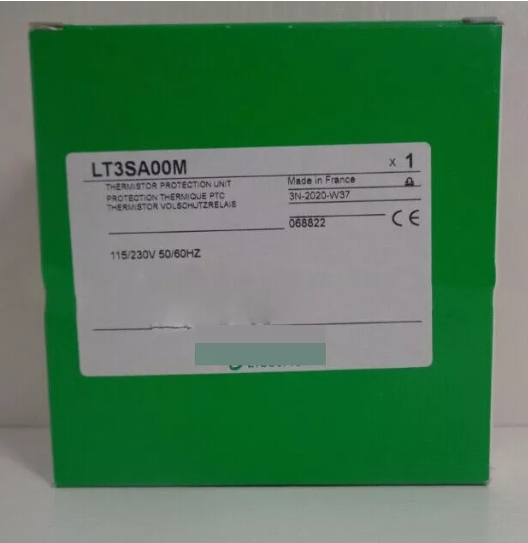 LT3SA00M
x 1
THERMISTOR PROTECTION UNIT
PROTECTION THERMIQUE PTC
THERMISTOR VOLSCHUTZRELAIS
Made in France
3N-2020-W37
068822
CE
115/230V 50/60HZ